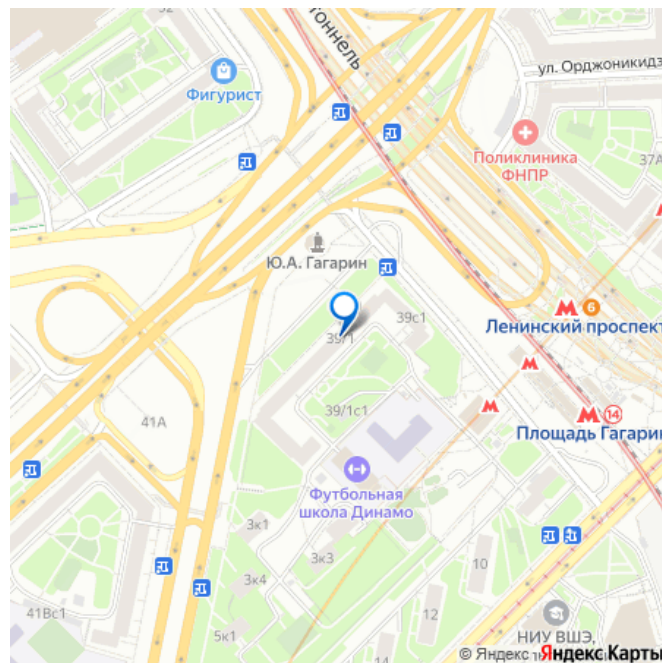 тоннель
ул. Орджоникидз
Фигурист
Поликлиника
ФНПР
37А
Ю.А. Гагарин
6
39с1
Ленинский проспект
39/1
39/1с1
14
41А
Площадь Гагарин
Футбольная
школа Динамо
3к1
3к3
10
3к4
12
41Вс1
5к1
НИУ ВШЭ,
© Яндекс Яндекс Карты